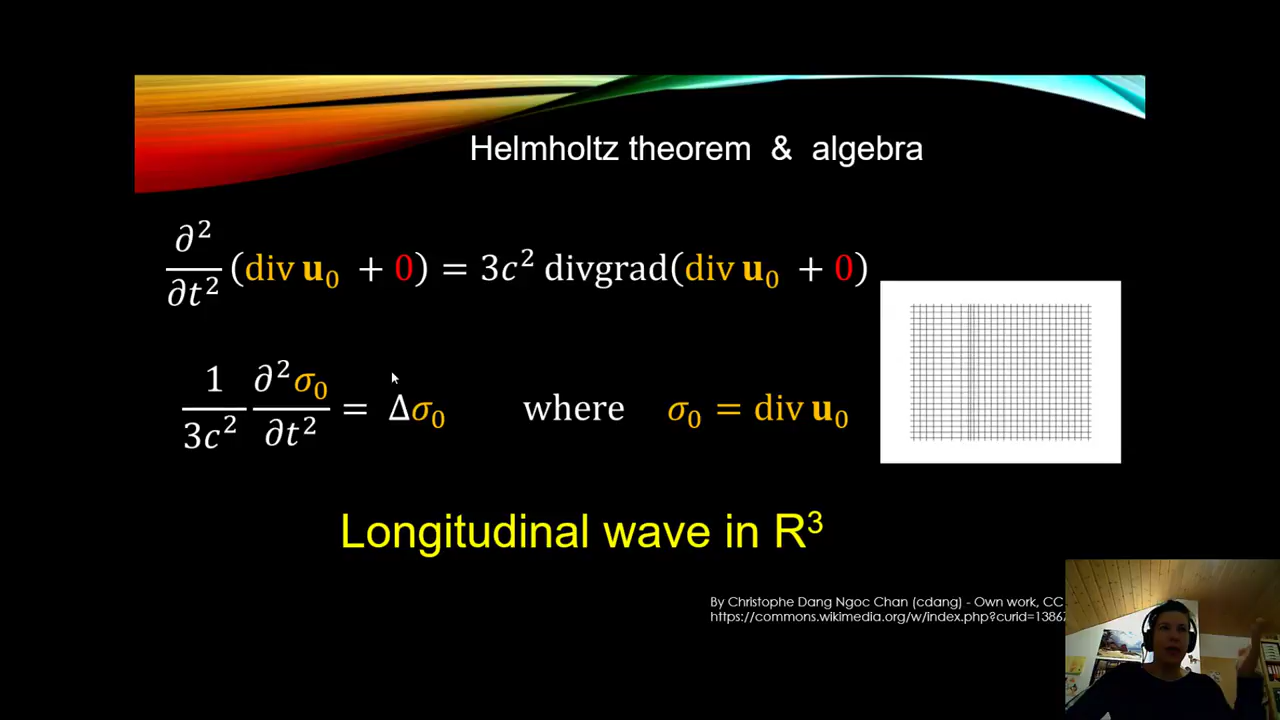 Helmholtz theorem & algebra
∂²/∂t² (div u₀ + 0) = 3c² divgrad(div u₀ + 0)
1/3c² ∂²σ₀/∂t² = Δσ₀ where σ₀ = div u₀
Longitudinal wave in R³
By Christophe Dang Ngoc Chan (cdang) - Own work, CC
https://commons.wikimedia.org/w/index.php?curid=1386